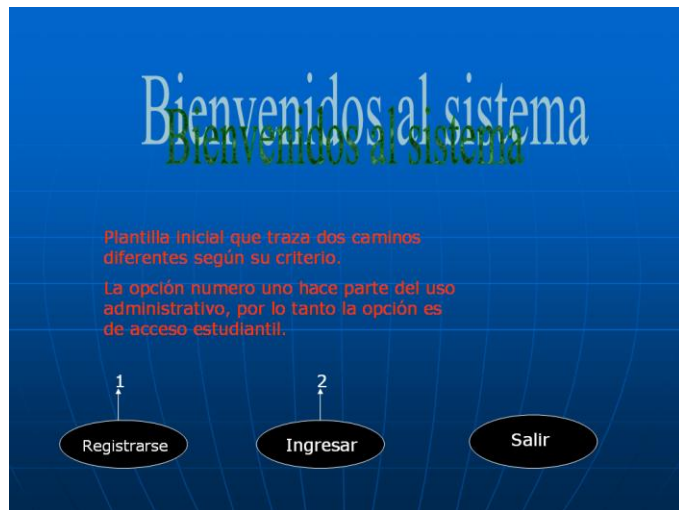 Bienvenidos al sistema
Bienvenidos al sistema
Plantilla inicial que traza dos caminos
diferentes según su criterio.
La opción numero uno hace parte del uso
administrativo, por lo tanto la opción es
de acceso estudiantil.
1
2
Registrarse
Ingresar
Salir